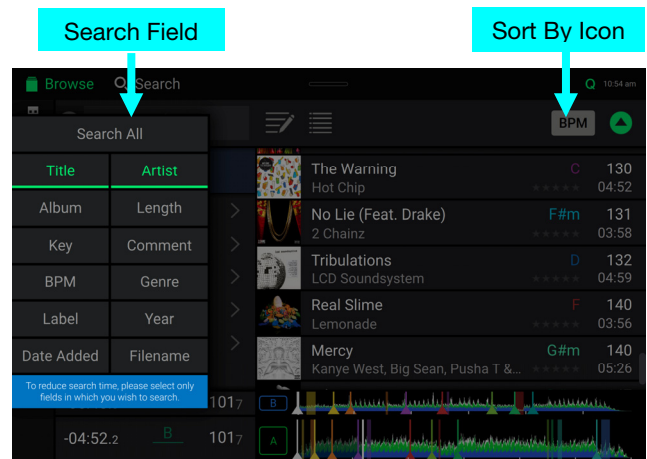 Search Field
Sort By Icon
Browse
Search
Q 10:54 am
Search All
BPM
Title Artist
Album Length
Key Comment
BPM Genre
Label Year
Date Added Filename
To reduce search time, please select only
fields in which you wish to search.
The Warning C 130
Hot Chip 04:52
No Lie (Feat. Drake) F#m 131
2 Chainz 03:58
Tribulations D 132
LCD Soundsystem 04:59
Real Slime F 140
Lemonade 03:56
Mercy G#m 140
Kanye West, Big Sean, Pusha T &... 05:26
1017 B
-04:52.2 B 1017 A